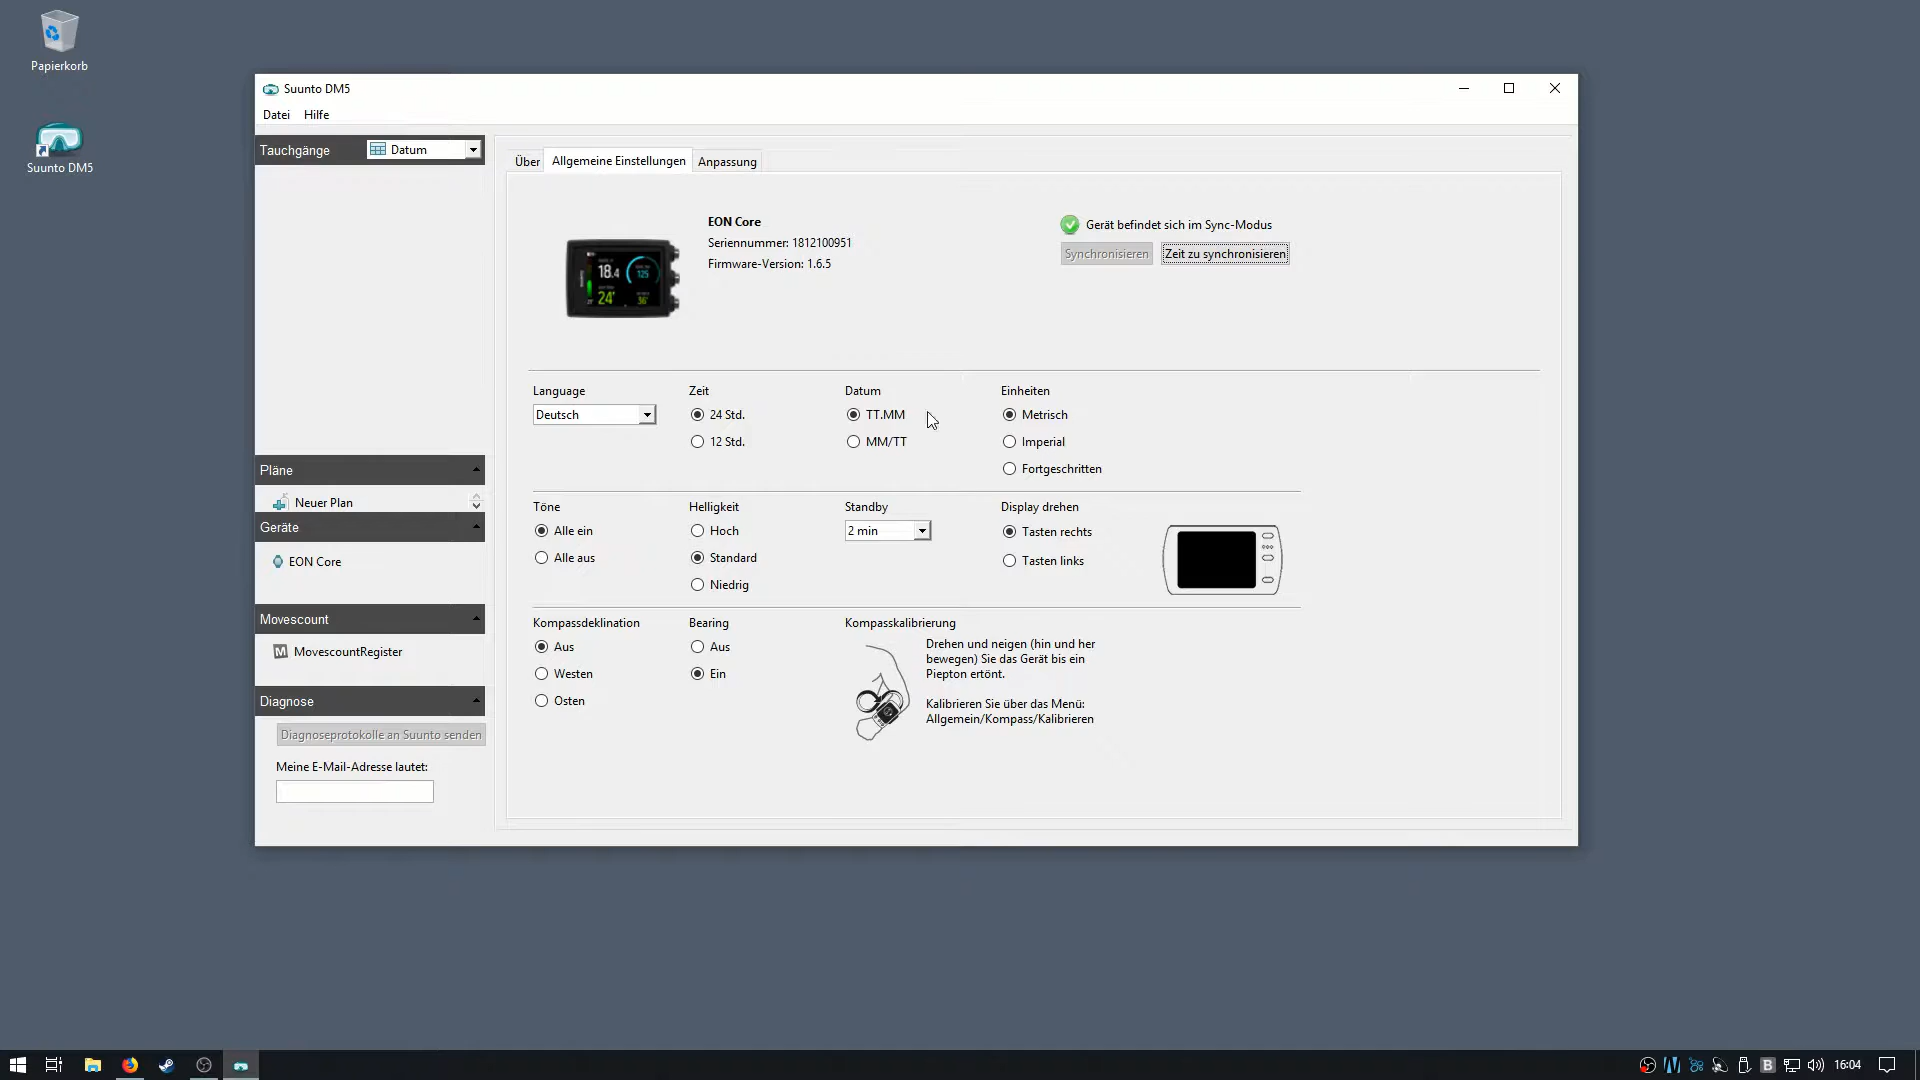 Papierkorb
Suunto DM5
Suunto DM5
Datei Hilfe
Tauchgänge Datum
Über Allgemeine Einstellungen Anpassung
EON Core
Seriennummer: 1812100951
Firmware-Version: 1.6.5
18.4
125
24'
36'
Gerät befindet sich im Sync-Modus
Synchronisieren Zeit zu synchronisieren
Language
Deutsch
Zeit
24 Std.
12 Std.
Datum
TT.MM
MM/TT
Einheiten
Metrisch
Imperial
Fortgeschritten
Töne
Alle ein
Alle aus
Helligkeit
Hoch
Standard
Niedrig
Standby
2 min
Display drehen
Tasten rechts
Tasten links
Kompassdeklination
Aus
Westen
Osten
Bearing
Aus
Ein
Kompasskalibrierung
Drehen und neigen (hin und her
bewegen) Sie das Gerät bis ein
Piepton ertönt.
Kalibrieren Sie über das Menü:
Allgemein/Kompass/Kalibrieren
Pläne
Neuer Plan
Geräte
EON Core
Movescount
M MovescountRegister
Diagnose
Diagnoseprotokolle an Suunto senden
Meine E-Mail-Adresse lautet:
B
16:04